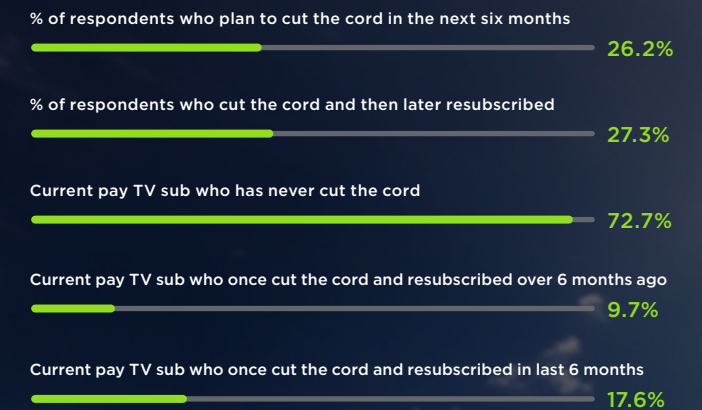 % of respondents who plan to cut the cord in the next six months
26.2%
% of respondents who cut the cord and then later resubscribed
27.3%
Current pay TV sub who has never cut the cord
72.7%
Current pay TV sub who once cut the cord and resubscribed over 6 months ago
9.7%
Current pay TV sub who once cut the cord and resubscribed in last 6 months
17.6%